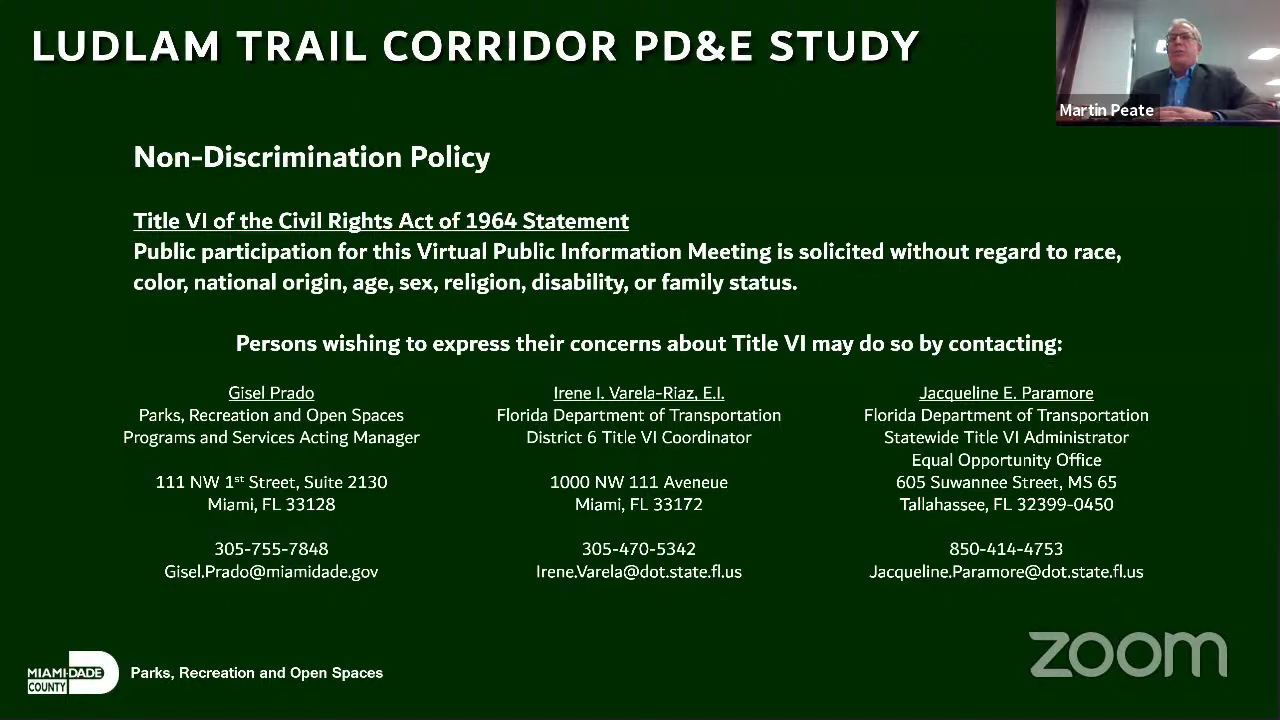 LUDLAM TRAIL CORRIDOR PD&E STUDY
Martin Peate
Non-Discrimination Policy
Title VI of the Civil Rights Act of 1964 Statement
Public participation for this Virtual Public Information Meeting is solicited without regard to race,
color, national origin, age, sex, religion, disability, or family status.
Persons wishing to express their concerns about Title VI may do so by contacting:
Gisel Prado
Parks, Recreation and Open Spaces
Programs and Services Acting Manager
111 NW 1st Street, Suite 2130
Miami, FL 33128
305-755-7848
Gisel.Prado@miamidade.gov
Irene I. Varela-Riaz, E.I.
Florida Department of Transportation
District 6 Title VI Coordinator
1000 NW 111 Aveneue
Miami, FL 33172
305-470-5342
Irene.Varela@dot.state.fl.us
Jacqueline E. Paramore
Florida Department of Transportation
Statewide Title VI Administrator
Equal Opportunity Office
605 Suwannee Street, MS 65
Tallahassee, FL 32399-0450
850-414-4753
Jacqueline.Paramore@dot.state.fl.us
MIAMI-DADE
COUNTY
Parks, Recreation and Open Spaces
zoom